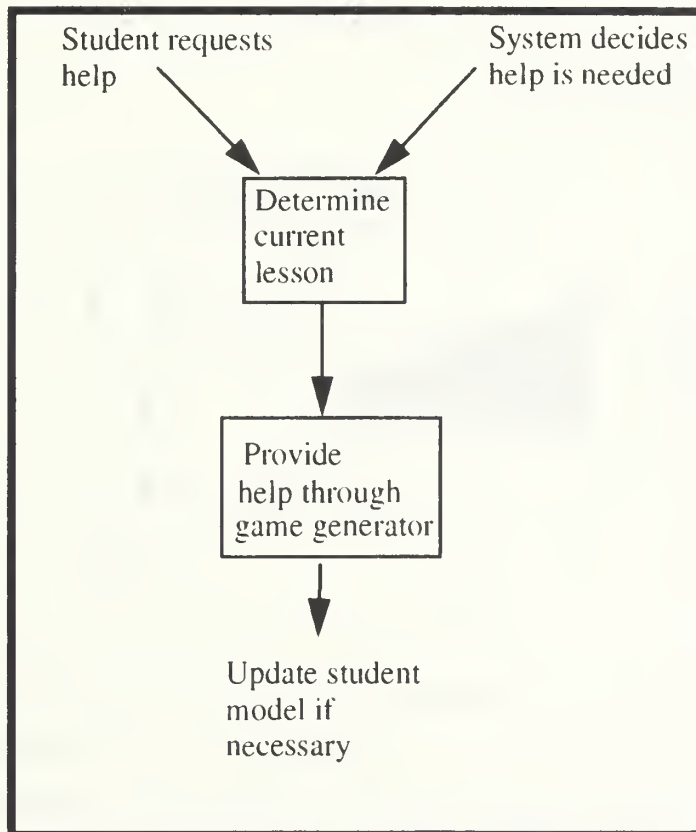 Student requests
help
System decides
help is needed
Determine
current
lesson
Provide
help through
game generator
Update student
model if
necessary